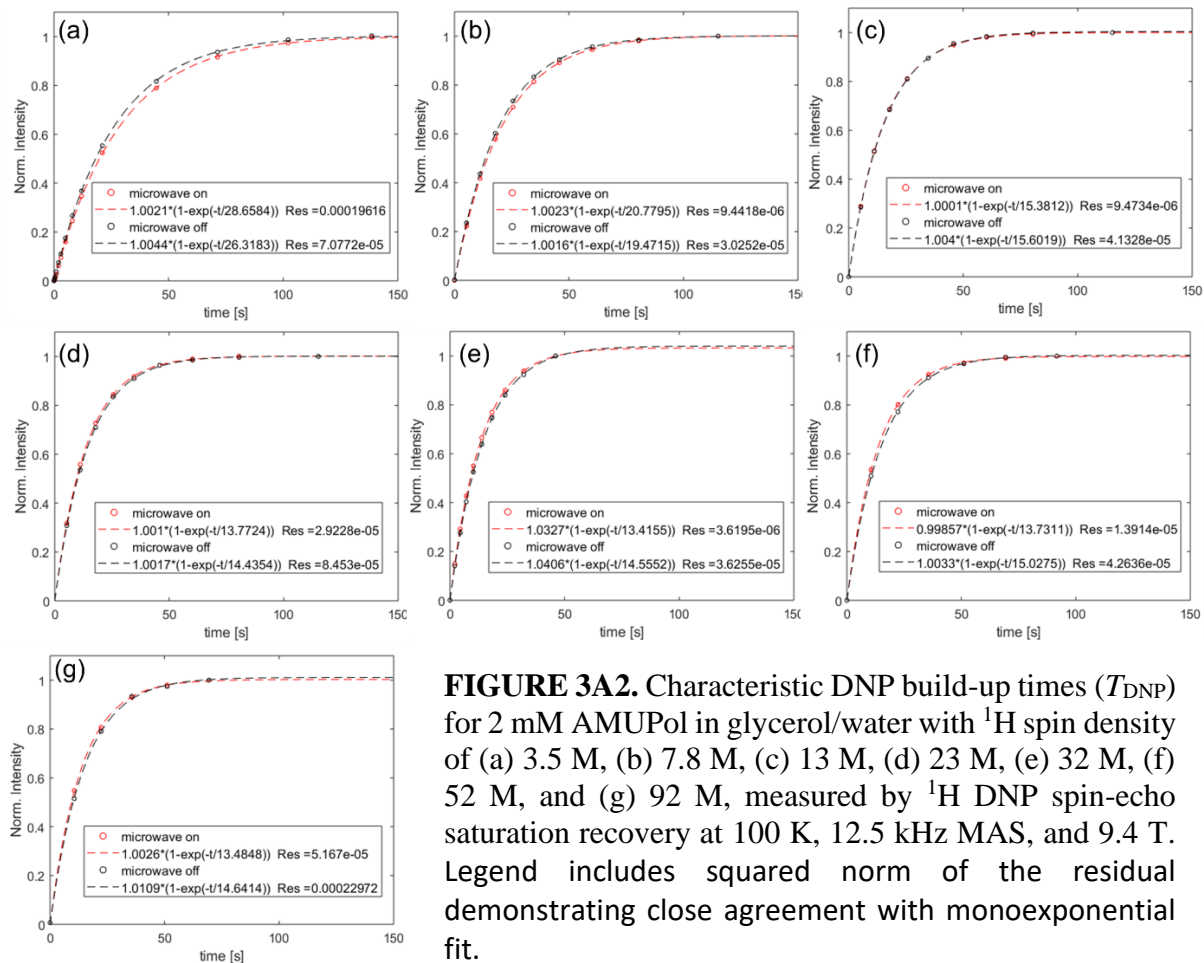 (a)
Norm. Intensity
1
0.8
0.6
0.4
0.2
0
microwave on
1.0021*(1-exp(-t/28.6584)) Res =0.00019616
microwave off
1.0044*(1-exp(-t/26.3183)) Res =7.0772e-05
0 50 100 150
time [s]
(b)
Norm. Intensity
1
0.8
0.6
0.4
0.2
0
microwave on
1.0023*(1-exp(-t/20.7795)) Res =9.4418e-06
microwave off
1.0016*(1-exp(-t/19.4715)) Res =3.0252e-05
0 50 100 150
time [s]
(c)
Norm. Intensity
1
0.8
0.6
0.4
0.2
0
microwave on
1.0001*(1-exp(-t/15.3812)) Res =9.4734e-06
microwave off
1.004*(1-exp(-t/15.6019)) Res =4.1328e-05
0 50 100 150
time [s]
(d)
Norm. Intensity
1
0.8
0.6
0.4
0.2
0
microwave on
1.001*(1-exp(-t/13.7724)) Res =2.9228e-05
microwave off
1.0017*(1-exp(-t/14.4354)) Res =8.453e-05
0 50 100 150
time [s]
(e)
Norm. Intensity
1
0.8
0.6
0.4
0.2
0
microwave on
1.0327*(1-exp(-t/13.4155)) Res =3.6195e-06
microwave off
1.0406*(1-exp(-t/14.5552)) Res =3.6255e-05
0 50 100 150
time [s]
(f)
Norm. Intensity
1
0.8
0.6
0.4
0.2
0
microwave on
0.99857*(1-exp(-t/13.7311)) Res =1.3914e-05
microwave off
1.0033*(1-exp(-t/15.0275)) Res =4.2636e-05
0 50 100 150
time [s]
(g)
Norm. Intensity
1
0.8
0.6
0.4
0.2
0
microwave on
1.0026*(1-exp(-t/13.4848)) Res =5.167e-05
microwave off
1.0109*(1-exp(-t/14.6414)) Res =0.00022972
0 50 100 150
time [s]
FIGURE 3A2. Characteristic DNP build-up times (TDNP)
for 2 mM AMUPol in glycerol/water with ¹H spin density
of (a) 3.5 M, (b) 7.8 M, (c) 13 M, (d) 23 M, (e) 32 M, (f)
52 M, and (g) 92 M, measured by ¹H DNP spin-echo
saturation recovery at 100 K, 12.5 kHz MAS, and 9.4 T.
Legend includes squared norm of the residual
demonstrating close agreement with monoexponential
fit.